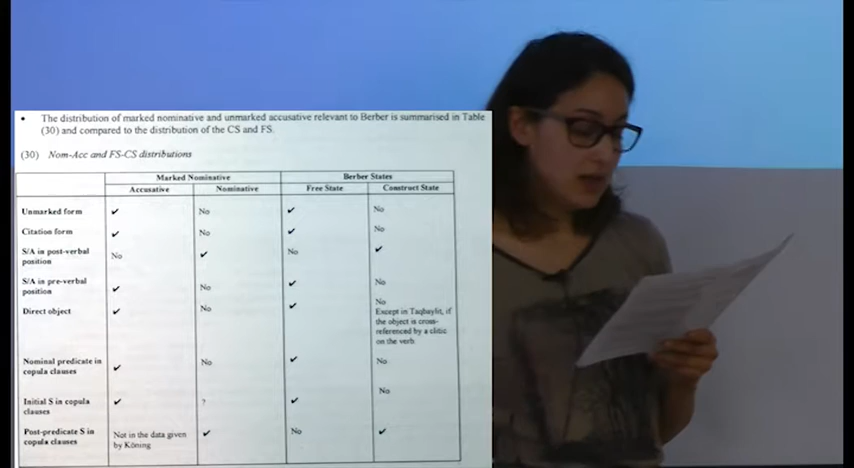 • The distribution of marked nominative and unmarked accusative relevant to Berber is summarised in Table
(30) and compared to the distribution of the CS and FS.
(30) Nom-Acc and FS-CS distributions
Marked Nominative Berber States
Accusative Nominative Free State Construct State
Unmarked form ✓ No ✓ No
Citation form ✓ No ✓ No
S/A in post-verbal
position No ✓ No ✓
S/A in pre-verbal
position ✓ No ✓ No
Direct object ✓ No ✓ No
Except in Taqbaylit, if
the object is cross-
referenced by a clitic
on the verb
Nominal predicate in
copula clauses ✓ No ✓ No
Initial S in copula
clauses ✓ ? ✓ No
Post-predicate S in
copula clauses Not in the data given
by Köning ✓ No ✓